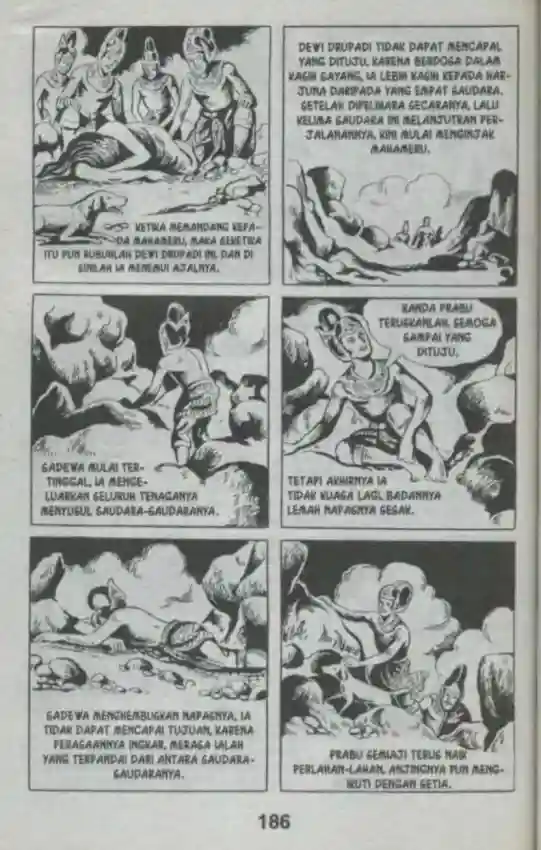 KETIKA MEMANDANG KEPA-
DA MAHAMERU, MAKA SEKETIKA
ITU PUN RUBUHLAH DEWI DRUPADI INI, DAN DI
SINILAH IA MENEMUI AJALNYA.
DEWI DRUPADI TIDAK DAPAT MENCAPAI
YANG DITUJU, KARENA BERDOSA DALAM
KASIH SAYANG, IA LEBIH KASIH KEPADA HAR-
JUNA DARIPADA YANG EMPAT SAUDARA.
SETELAH DIPELIHARA SECARANYA, LALU
KELIMA SAUDARA INI MELANJUTKAN PER-
JALANANNYA, KINI MULAI MENGINJAK
MAHAMERU.
SADEWA MULAI TER-
TINGGAL, IA MENGE-
LUARKAN SELURUH TENAGANYA
MENYUSUL SAUDARA-SAUDARANYA.
KANDA PRABU
TERUSKANLAH, SEMOGA
SAMPAI YANG
DITUJU.
TETAPI AKHIRNYA IA
TIDAK KUASA LAGI, BADANNYA
LEMAH NAPASNYA SESAK.
SADEWA MENGHEMBUSKAN NAPASNYA, IA
TIDAK DAPAT MENCAPAI TUJUAN, KARENA
PERASAANNYA INGKAR, MERASA IALAH
YANG TERPANDAI DARI ANTARA SAUDARA-
SAUDARANYA.
PRABU SEMIAJI TERUS NAIK
PERLAHAN-LAHAN, ANJINGNYA PUN MENG-
IKUTI DENGAN SETIA.
186